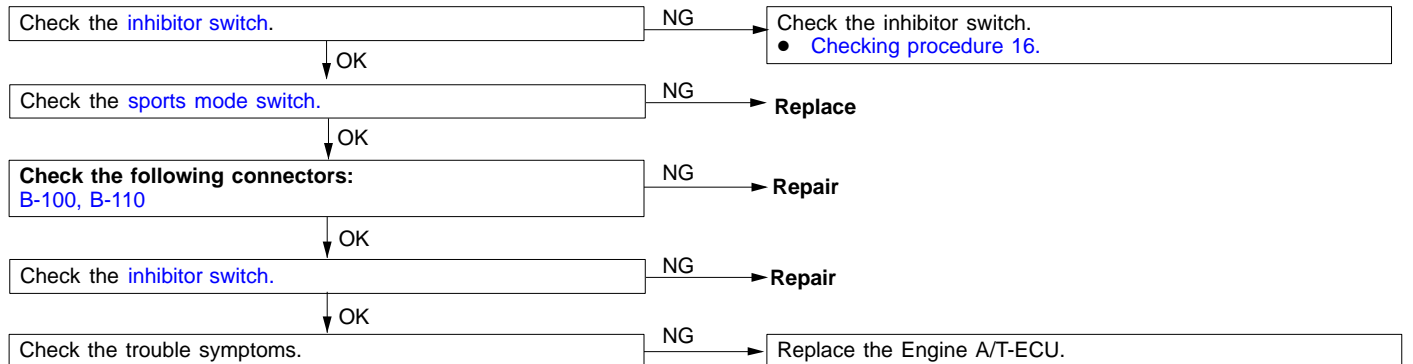 Check the inhibitor switch.
NG
Check the inhibitor switch.
● Checking procedure 16.
OK
Check the sports mode switch.
NG
Replace
OK
Check the following connectors:
B-100, B-110
NG
Repair
OK
Check the inhibitor switch.
NG
Repair
OK
Check the trouble symptoms.
NG
Replace the Engine A/T-ECU.